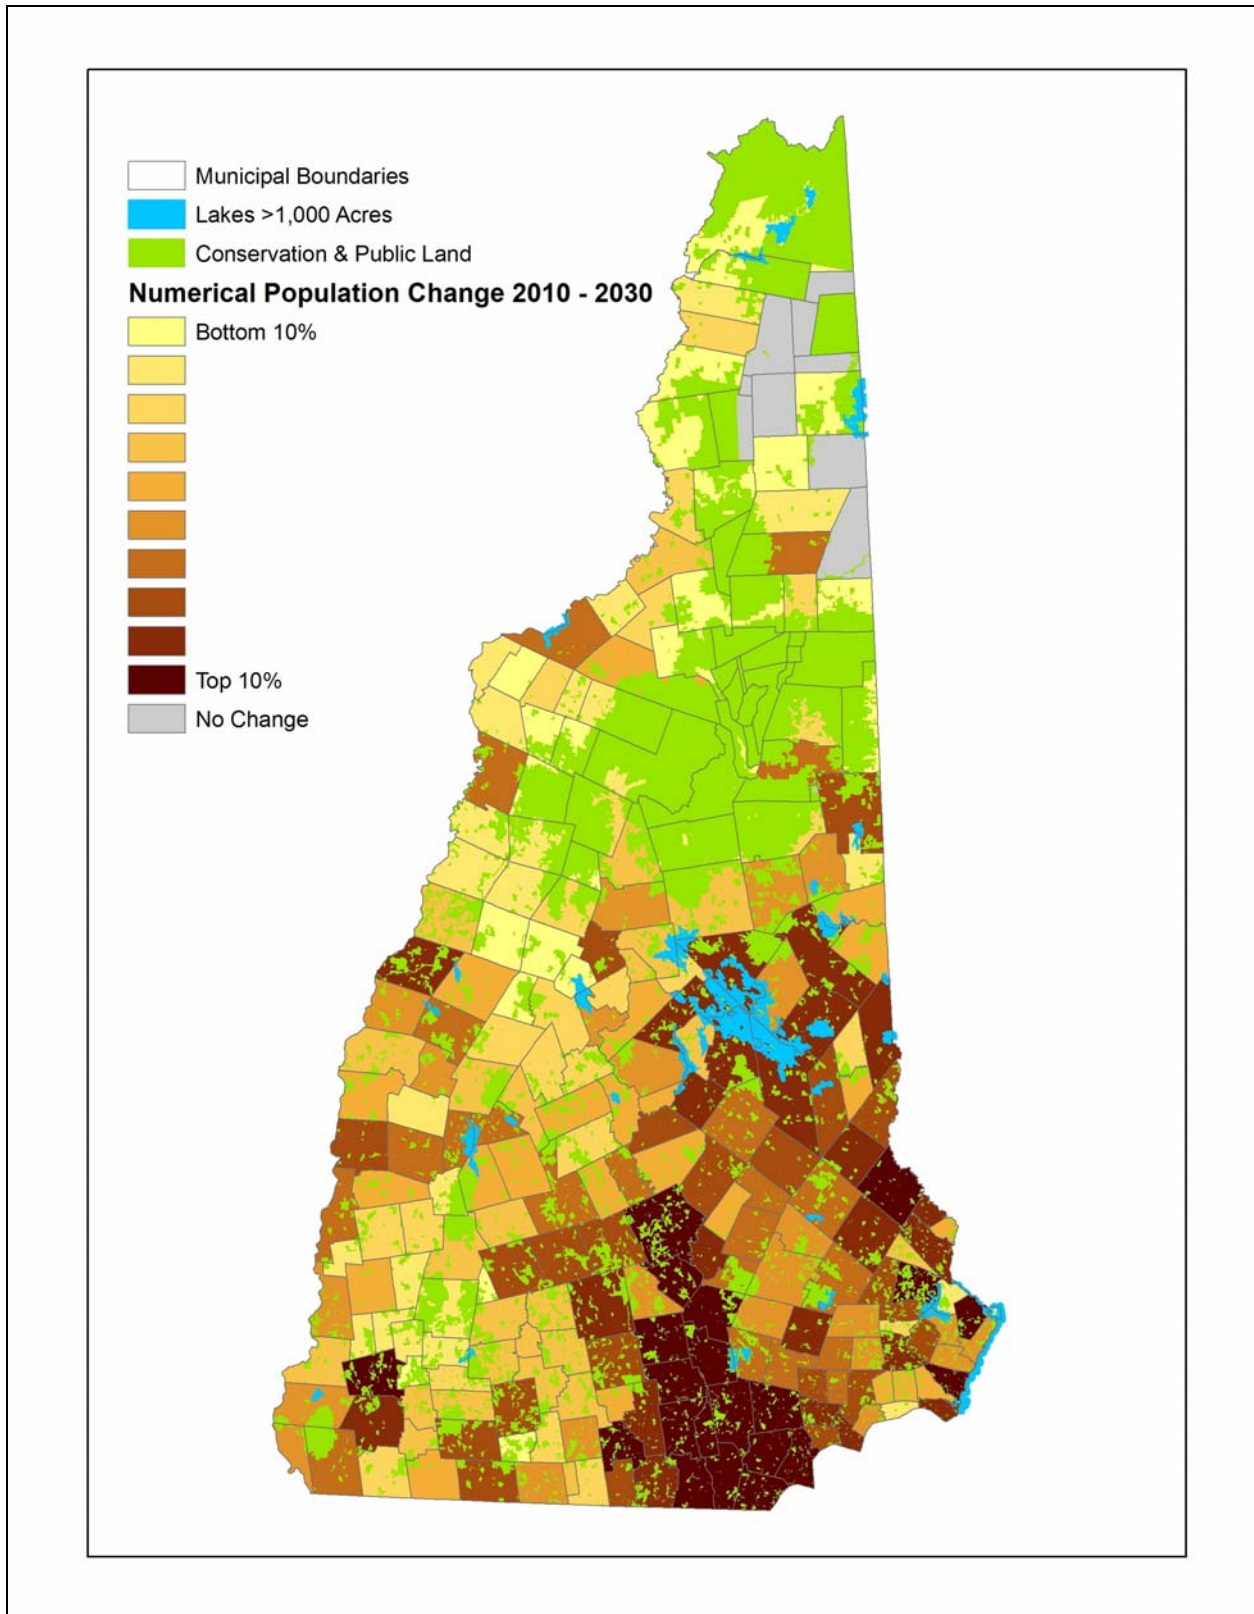 Municipal Boundaries
Lakes >1,000 Acres
Conservation & Public Land
Numerical Population Change 2010 - 2030
Bottom 10%
Top 10%
No Change